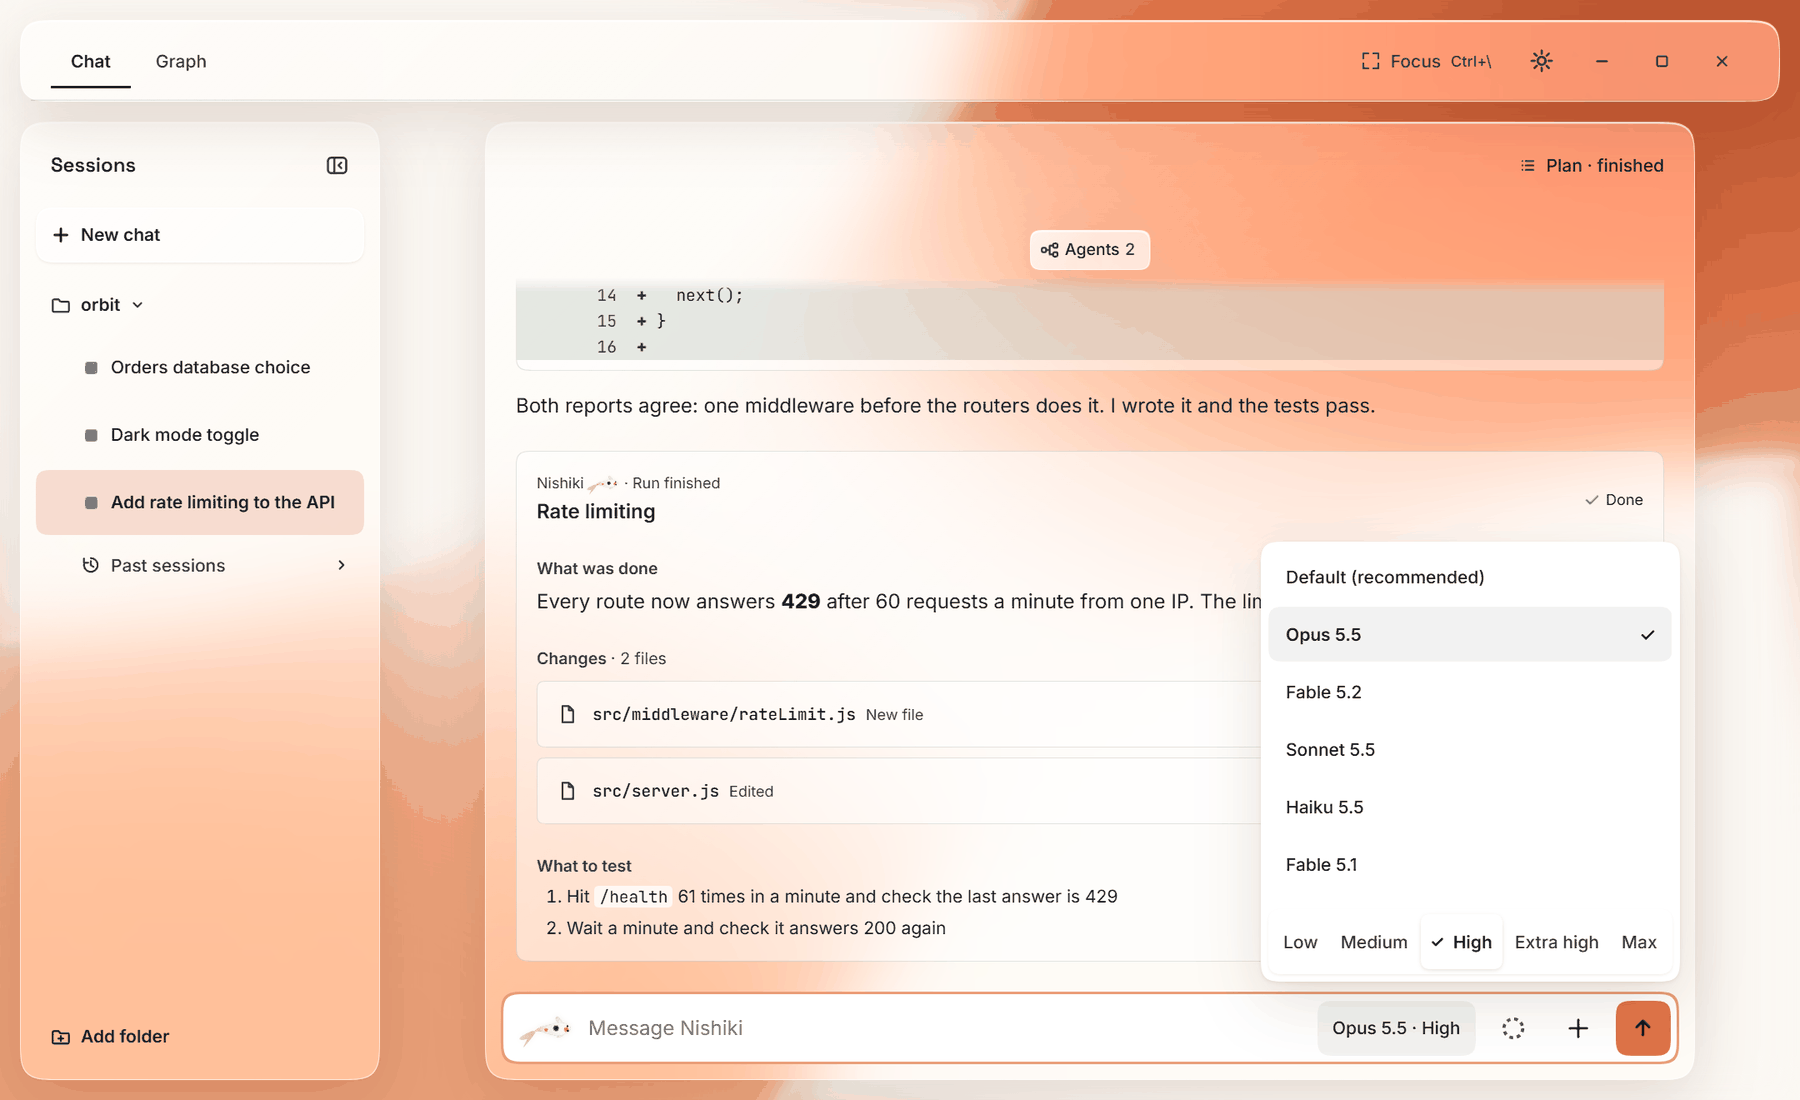 Chat
Graph
Focus Ctrl+\
Sessions
New chat
orbit
Orders database choice
Dark mode toggle
Add rate limiting to the API
Past sessions
Add folder
Plan · finished
Agents 2
14 + next();
15 + }
16 +
Both reports agree: one middleware before the routers does it. I wrote it and the tests pass.
Nishiki · Run finished
Rate limiting
Done
What was done
Every route now answers 429 after 60 requests a minute from one IP. The
Changes · 2 files
src/middleware/rateLimit.js New file
src/server.js Edited
What to test
1. Hit /health 61 times in a minute and check the last answer is 429
2. Wait a minute and check it answers 200 again
Default (recommended)
Opus 5.5
Fable 5.2
Sonnet 5.5
Haiku 5.5
Fable 5.1
Low Medium High Extra high Max
Message Nishiki
Opus 5.5 · High